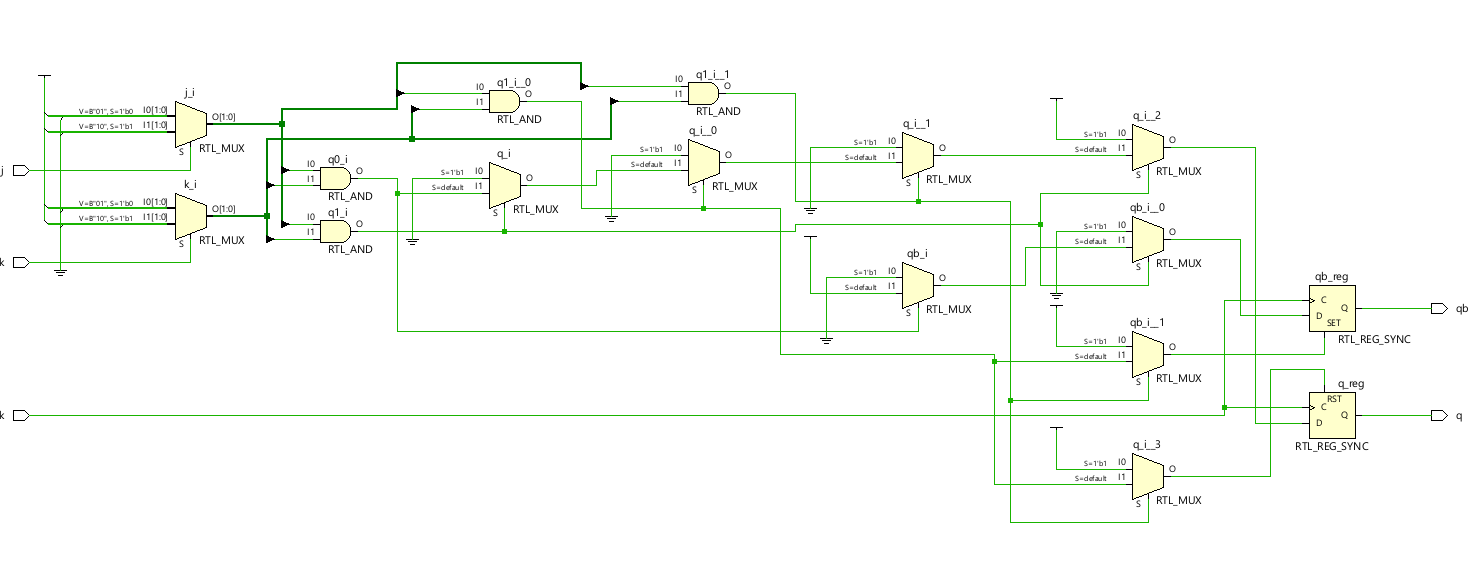 j_i
V=B"01", S=1'b0 I0[1:0]
V=B"10", S=1'b1 I1[1:0]
O[1:0]
S
RTL_MUX
j
k_i
V=B"01", S=1'b0 I0[1:0]
V=B"10", S=1'b1 I1[1:0]
O[1:0]
S
RTL_MUX
k
k
q1_i__0
I0
I1
O
RTL_AND
q1_i__1
I0
I1
O
RTL_AND
q0_i
I0
I1
O
RTL_AND
q1_i
I0
I1
O
RTL_AND
q_i
S=1'b1 I0
S=default I1
O
S
RTL_MUX
q_i__0
S=1'b1 I0
S=default I1
O
S
RTL_MUX
q_i__1
S=1'b1 I0
S=default I1
O
S
RTL_MUX
qb_i
S=1'b1 I0
S=default I1
O
S
RTL_MUX
q_i__2
S=1'b1 I0
S=default I1
O
S
RTL_MUX
qb_i__0
S=1'b1 I0
S=default I1
O
S
RTL_MUX
qb_i__1
S=1'b1 I0
S=default I1
O
S
RTL_MUX
q_i__3
S=1'b1 I0
S=default I1
O
S
RTL_MUX
qb_reg
C
D
Q
SET
RTL_REG_SYNC
qb
q_reg
RST
C
D
Q
RTL_REG_SYNC
q